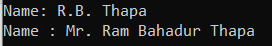 Name: R.B. Thapa
Name : Mr. Ram Bahadur Thapa